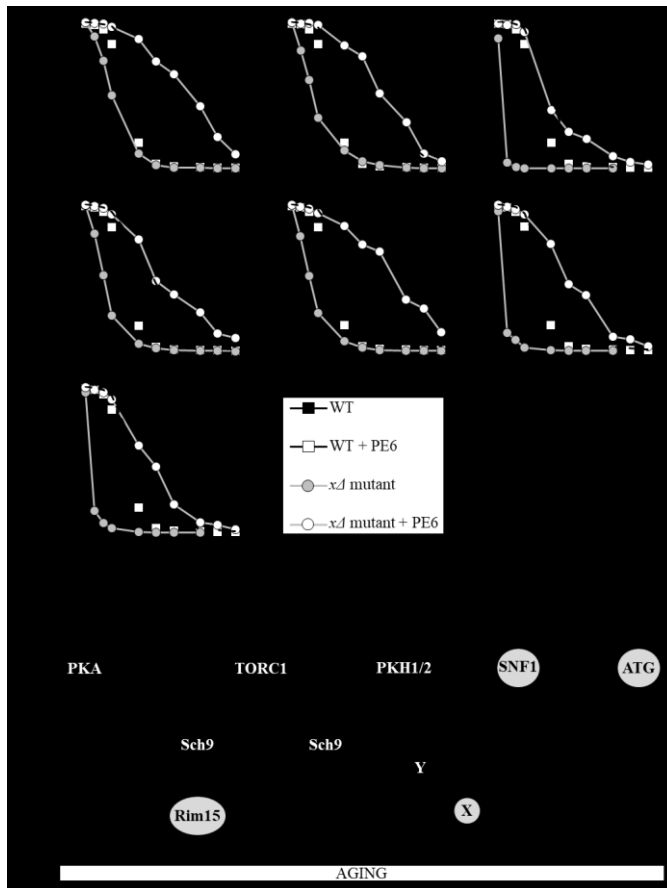 WT
WT + PE6
xΔ mutant
xΔ mutant + PE6
PKA TORC1 PKH1/2 SNF1 ATG
Sch9 Sch9
Y
Rim15 X
AGING